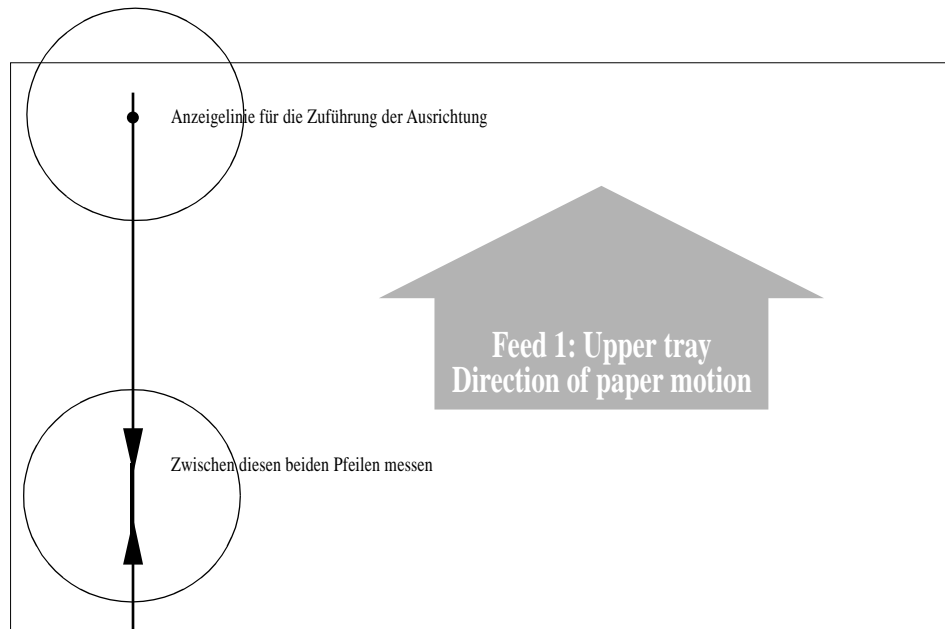 Anzeigelinie für die Zuführung der Ausrichtung
Feed 1: Upper tray
Direction of paper motion
Zwischen diesen beiden Pfeilen messen